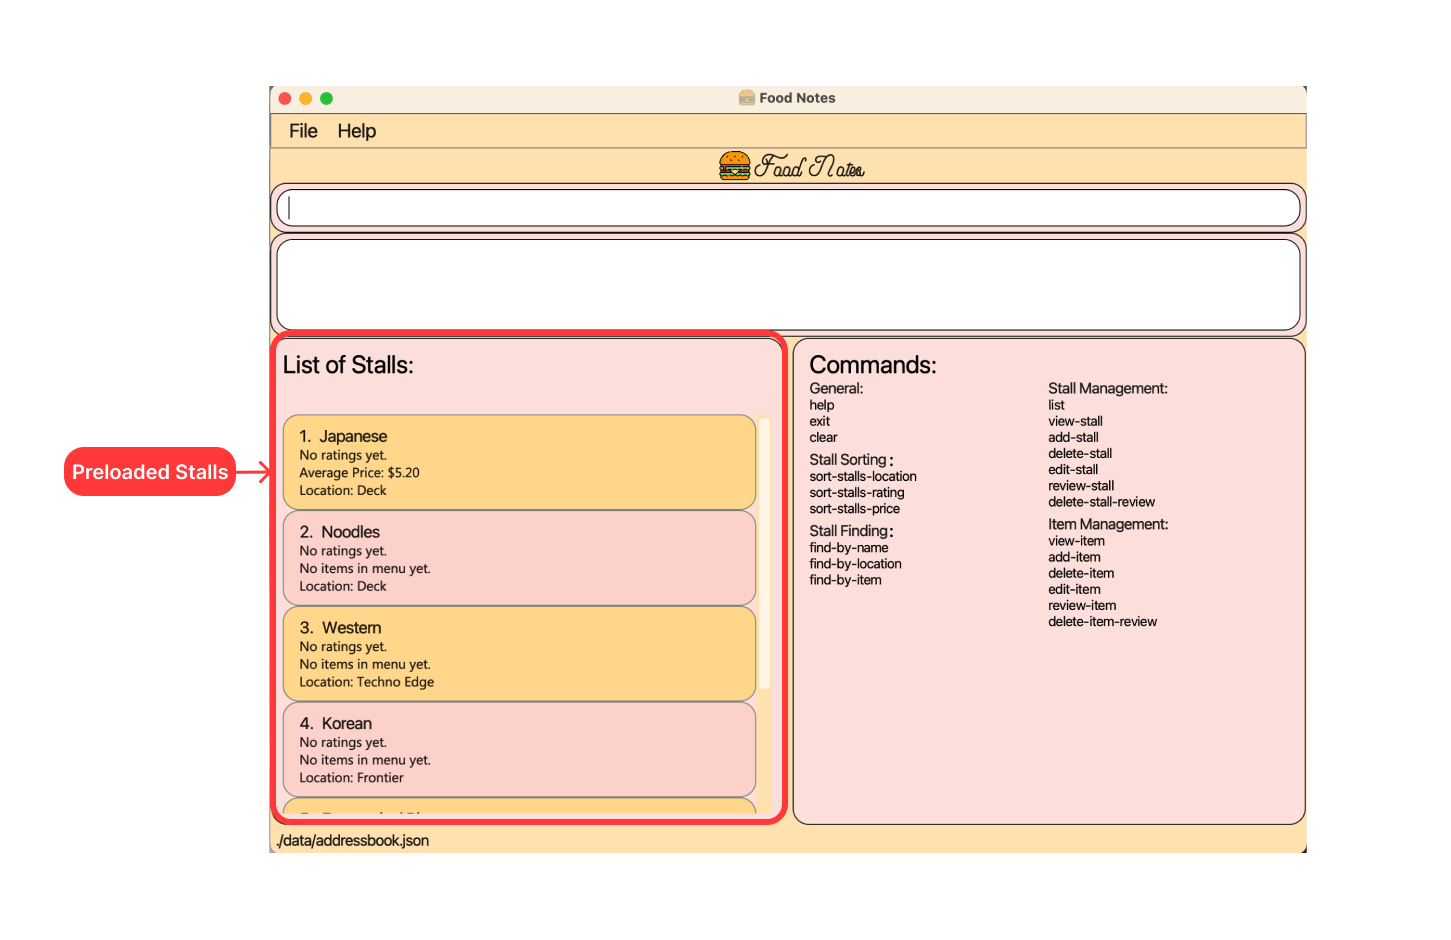 Food Notes
File Help
Food Notes
List of Stalls:
1. Japanese
No ratings yet.
Average Price: $5.20
Location: Deck
2. Noodles
No ratings yet.
No items in menu yet.
Location: Deck
3. Western
No ratings yet.
No items in menu yet.
Location: Techno Edge
4. Korean
No ratings yet.
No items in menu yet.
Location: Frontier
Preloaded Stalls
Commands:
General:
help
exit
clear
Stall Sorting :
sort-stalls-location
sort-stalls-rating
sort-stalls-price
Stall Finding :
find-by-name
find-by-location
find-by-item
Stall Management:
list
view-stall
add-stall
delete-stall
edit-stall
review-stall
delete-stall-review
Item Management:
view-item
add-item
delete-item
edit-item
review-item
delete-item-review
./data/addressbook.json